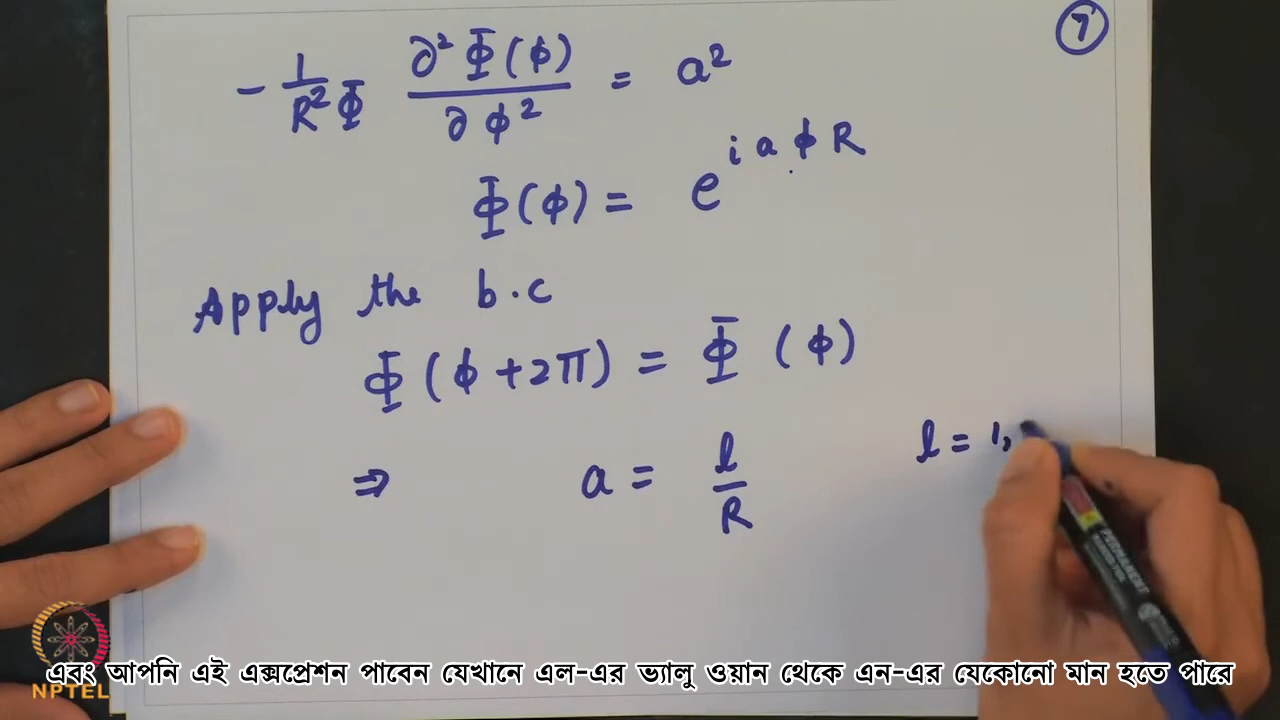 7
- 1/R²Φ ∂²Φ(ϕ)/∂ϕ² = a²
Φ(ϕ) = e^{iaϕR}
Apply the b.c
Φ(ϕ+2π) = Φ(ϕ)
⇒ a = l/R l = 1,
PERMANENT
এবং আপনি এই এক্সপ্রেশন পাবেন যেখানে এল-এর ভ্যালু ওয়ান থেকে এন-এর যেকোনো মান হতে পারে
NPTEL